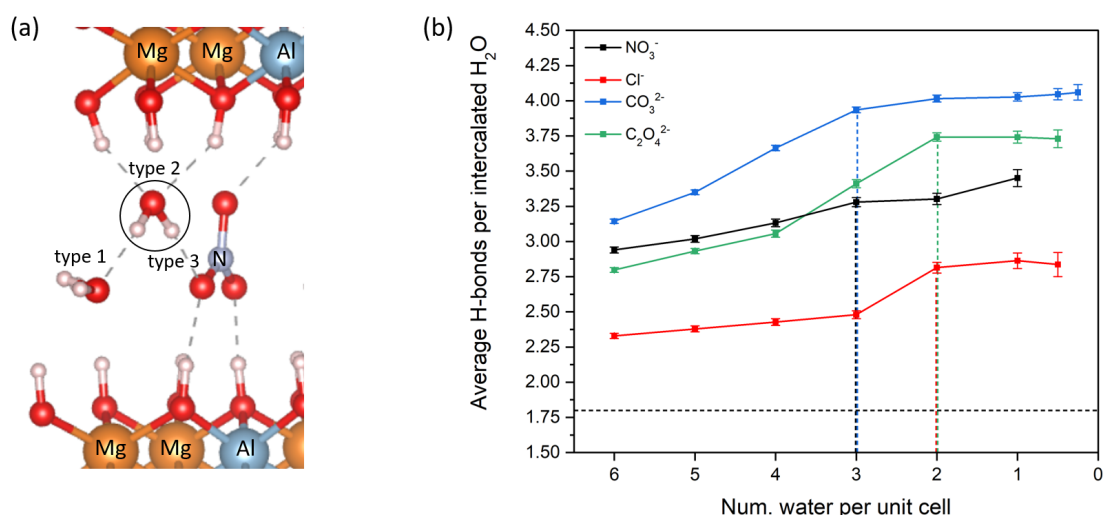 (a)
Mg Mg Al
type 2
type 1
type 3
N
Mg Mg Al
(b)
Average H-bonds per intercalated H₂O
4.50
4.25
4.00
3.75
3.50
3.25
3.00
2.75
2.50
2.25
2.00
1.75
1.50
NO₃⁻
Cl⁻
CO₃²⁻
C₂O₄²⁻
6 5 4 3 2 1 0
Num. water per unit cell